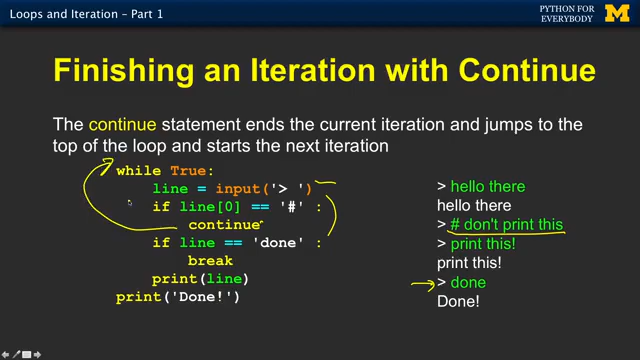 Loops and Iteration – Part 1
PYTHON FOR
EVERYBODY
M
Finishing an Iteration with Continue
The continue statement ends the current iteration and jumps to the
top of the loop and starts the next iteration
while True:
line = input('> ')
if line[0] == '#' :
continue
if line == 'done' :
break
print(line)
print('Done!')
> hello there
hello there
> # don't print this
> print this!
print this!
> done
Done!